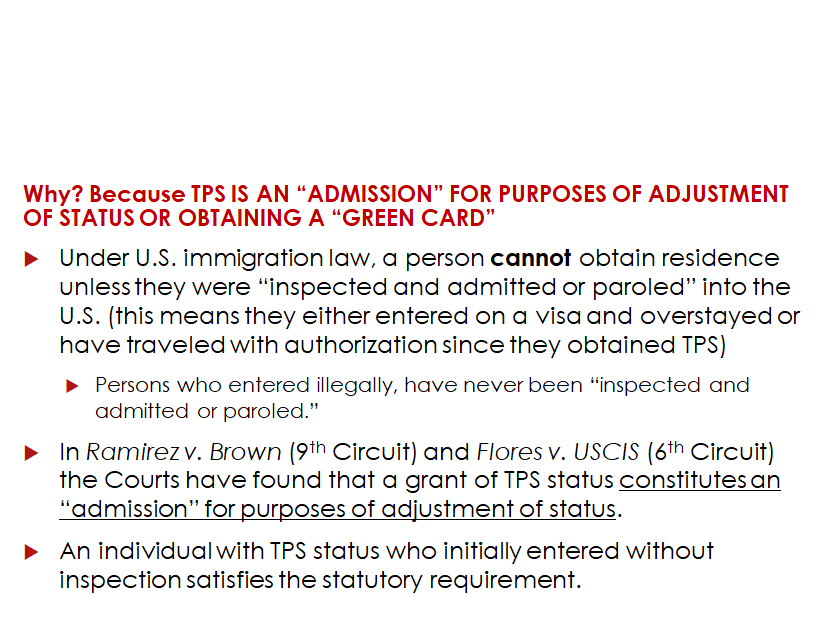 Why? Because TPS IS AN “ADMISSION” FOR PURPOSES OF ADJUSTMENT
OF STATUS OR OBTAINING A “GREEN CARD”
Under U.S. immigration law, a person cannot obtain residence
unless they were “inspected and admitted or paroled” into the
U.S. (this means they either entered on a visa and overstayed or
have traveled with authorization since they obtained TPS)
Persons who entered illegally, have never been “inspected and
admitted or paroled.”
In Ramirez v. Brown (9th Circuit) and Flores v. USCIS (6th Circuit)
the Courts have found that a grant of TPS status constitutes an
“admission” for purposes of adjustment of status.
An individual with TPS status who initially entered without
inspection satisfies the statutory requirement.